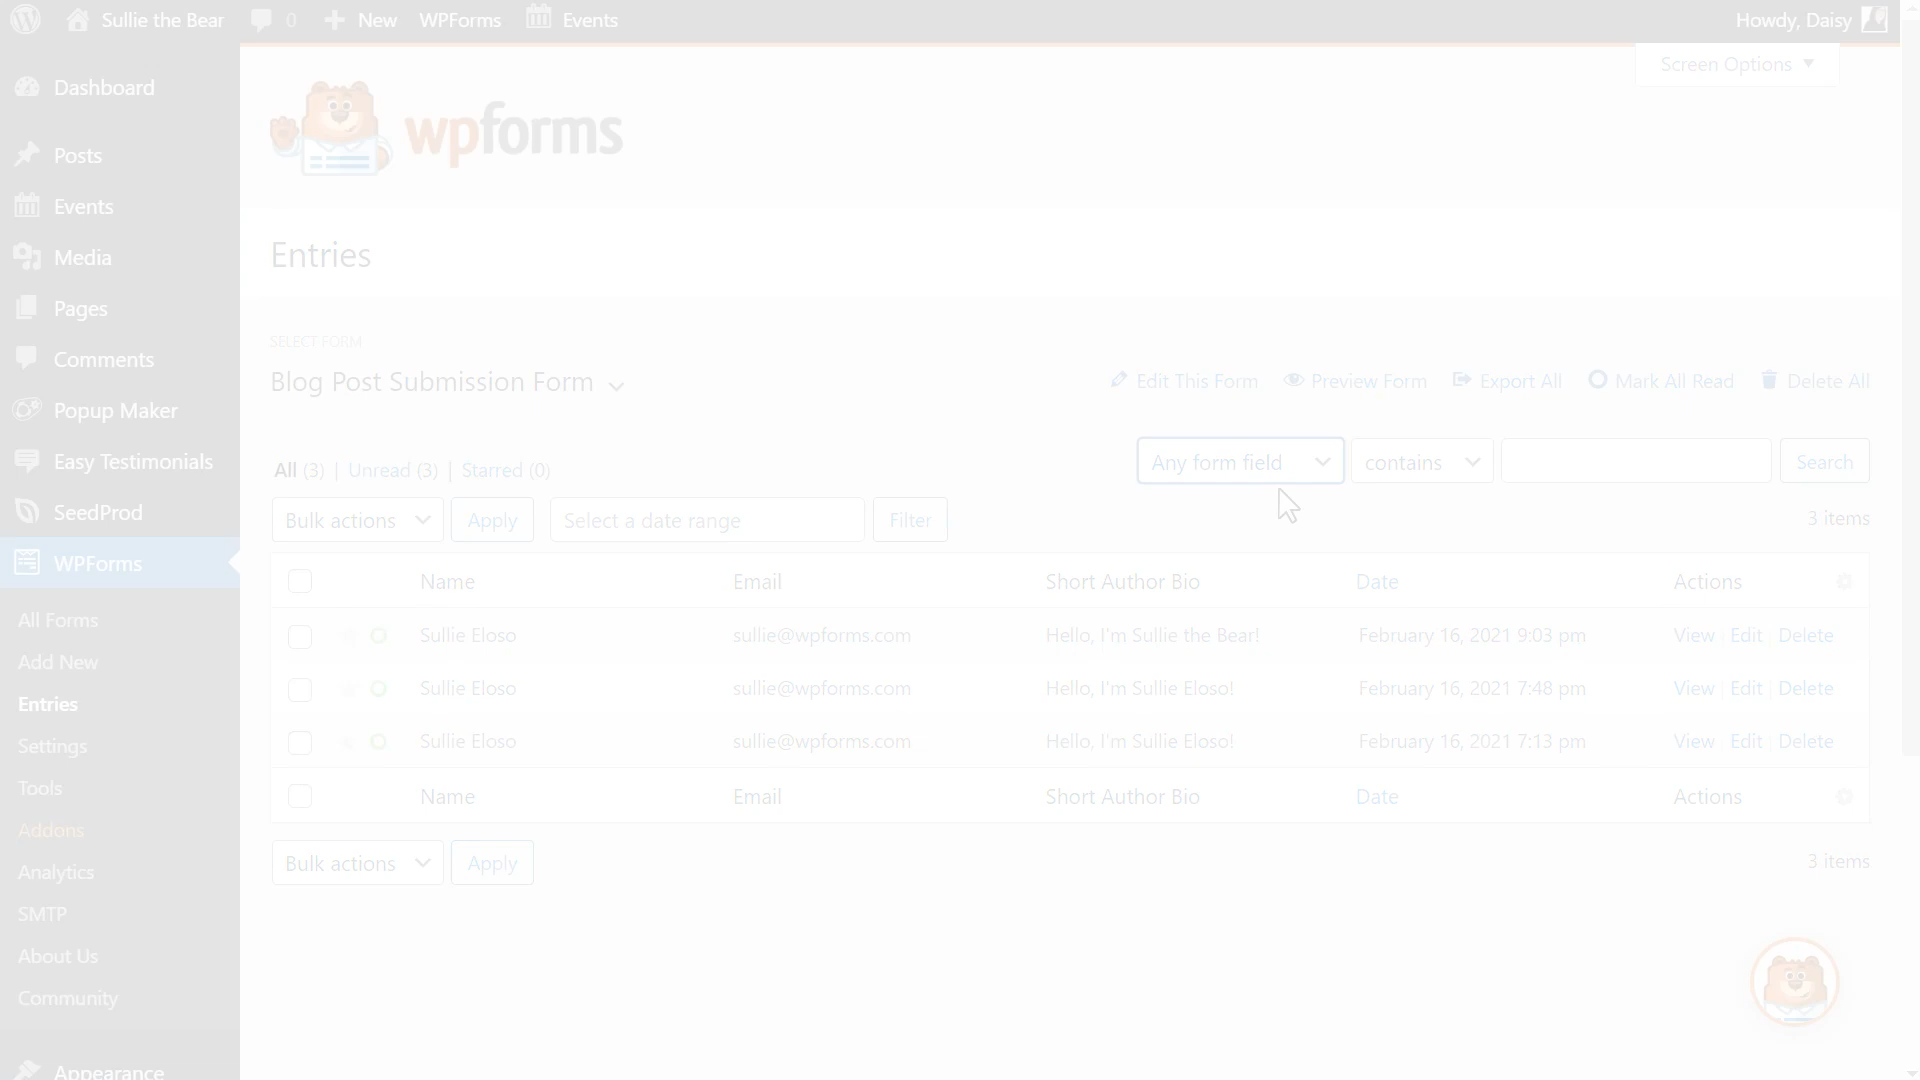 Sullie the Bear 0 New WPForms Events Howdy, Daisy
Screen Options
wpforms
Dashboard
Posts
Events
Media
Pages
Comments
Popup Maker
Easy Testimonials
SeedProd
WPForms
All Forms
Add New
Entries
Settings
Tools
Addons
Analytics
SMTP
About Us
Community
Appearance
Entries
SELECT FORM
Blog Post Submission Form
Edit This Form Preview Form Export All Mark All Read Delete All
All (3) | Unread (3) | Starred (0)
Any form field contains Search
Bulk actions Apply Select a date range Filter 3 items
Name Email Short Author Bio Date Actions
Sullie Eloso sullie@wpforms.com Hello, I'm Sullie the Bear! February 16, 2021 9:03 pm View | Edit | Delete
Sullie Eloso sullie@wpforms.com Hello, I'm Sullie Eloso! February 16, 2021 7:48 pm View | Edit | Delete
Sullie Eloso sullie@wpforms.com Hello, I'm Sullie Eloso! February 16, 2021 7:13 pm View | Edit | Delete
Name Email Short Author Bio Date Actions
Bulk actions Apply 3 items